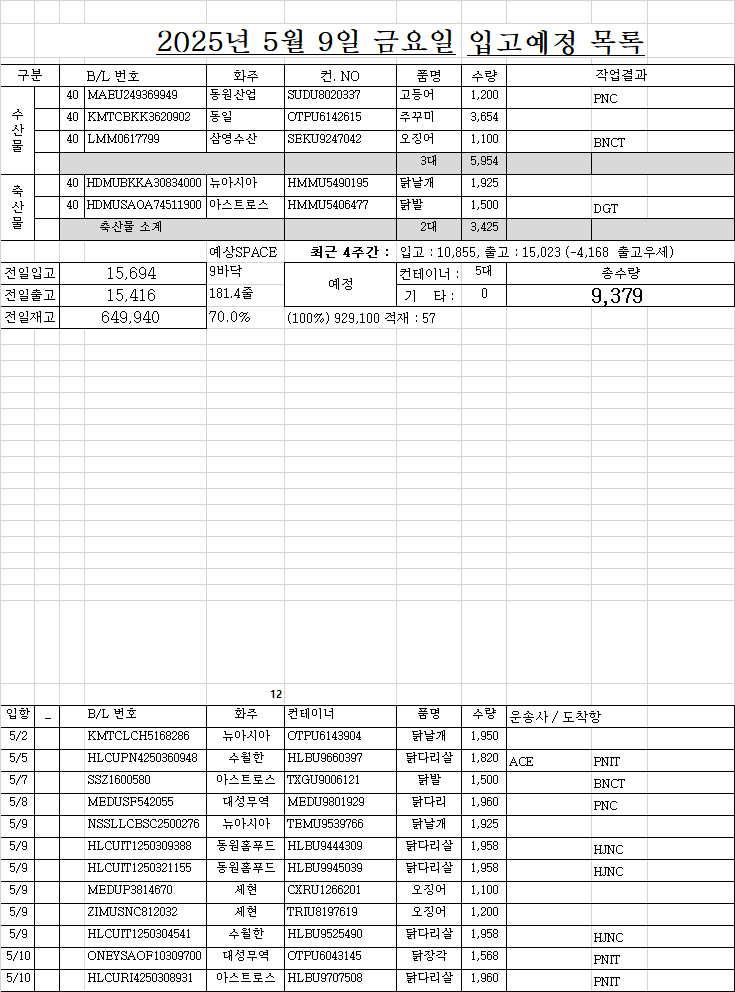 2025년 5월 9일 금요일 입고예정 목록
구분 B/L 번호 화주 컨. NO 품명 수량 작업결과
수산물
40 MAEU249369949 동원산업 SUDU8020337 고등어 1,200 PNC
40 KMTCBKK3620902 동일 OTPU6142615 주꾸미 3,654
40 LMM0617799 삼영수산 SEKU9247042 오징어 1,100 BNCT
3대 5,954
축산물
40 HDMUBKKA30834000 뉴아시아 HMMU5490195 닭날개 1,925
40 HDMUSAOA74511900 아스트로스 HMMU5406477 닭발 1,500 DGT
축산물 소계 2대 3,425
예상SPACE 최근 4주간 : 입고 : 10,855, 출고 : 15,023 (-4,168 출고우세)
전일입고 15,694 9바닥 예정 컨테이너 : 5대 총수량
전일출고 15,416 181.4줄 기 타 : 0 9,379
전일재고 649,940 70.0% (100%) 929,100 적재 : 57
12
입항 _ B/L 번호 화주 컨테이너 품명 수량 운송사 / 도착항
5/2 KMTCLCH5168286 뉴아시아 OTPU6143904 닭날개 1,950
5/5 HLCUPN4250360948 수월한 HLBU9660397 닭다리살 1,820 ACE PNIT
5/7 SSZ1600580 아스트로스 TXGU9006121 닭발 1,500 BNCT
5/8 MEDUSF542055 대성무역 MEDU9801929 닭다리 1,960 PNC
5/9 NSSLLCBSC2500276 뉴아시아 TEMU9539766 닭날개 1,925
5/9 HLCUIT1250309388 동원홈푸드 HLBU9444309 닭다리살 1,958 HJNC
5/9 HLCUIT1250321155 동원홈푸드 HLBU9945039 닭다리살 1,958 HJNC
5/9 MEDUP3814670 세현 CXRU1266201 오징어 1,100
5/9 ZIMUSNC812032 세현 TRIU8197619 오징어 1,200
5/9 HLCUIT1250304541 수월한 HLBU9525490 닭다리살 1,958 HJNC
5/10 ONEYSAOF10309700 대성무역 OTPU6043145 닭장각 1,568 PNIT
5/10 HLCURI4250308931 아스트로스 HLBU9707508 닭다리살 1,960 PNIT